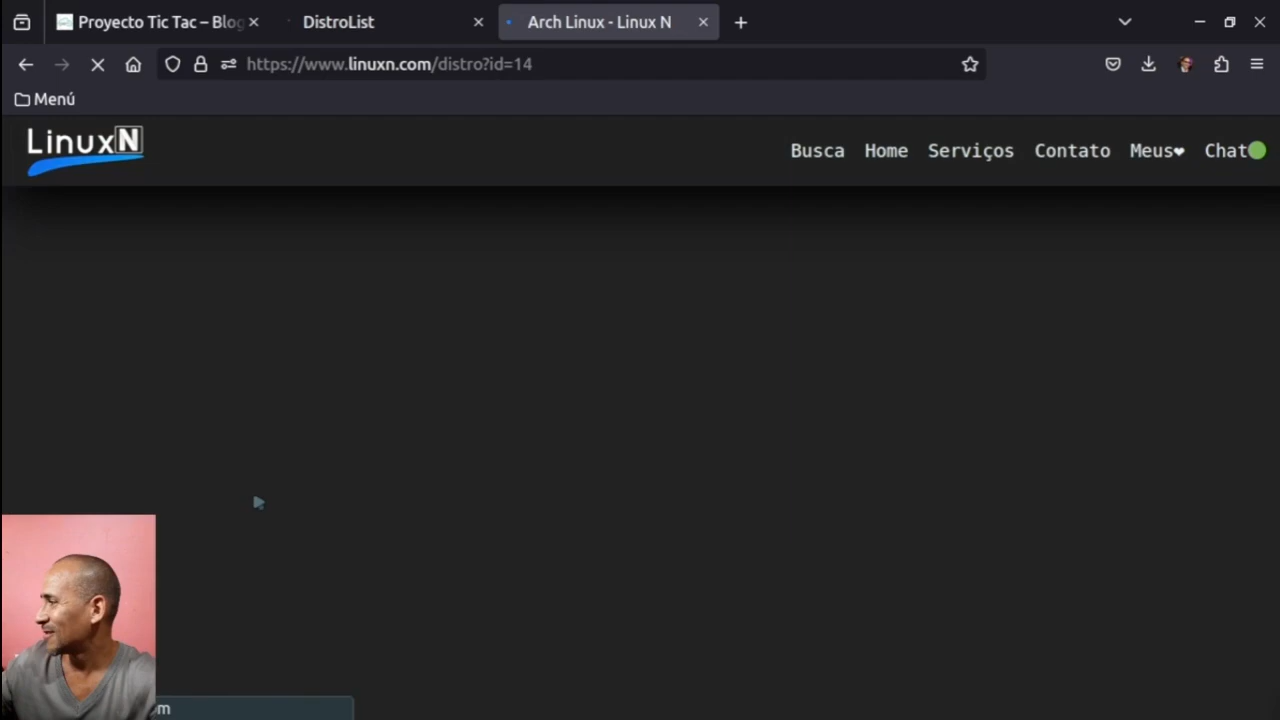 Proyecto Tic Tac – Blog
DistroList
Arch Linux - Linux N
https://www.linuxn.com/distro?id=14
Menú
LinuxN
Busca Home Serviços Contato Meus❤ Chat
m